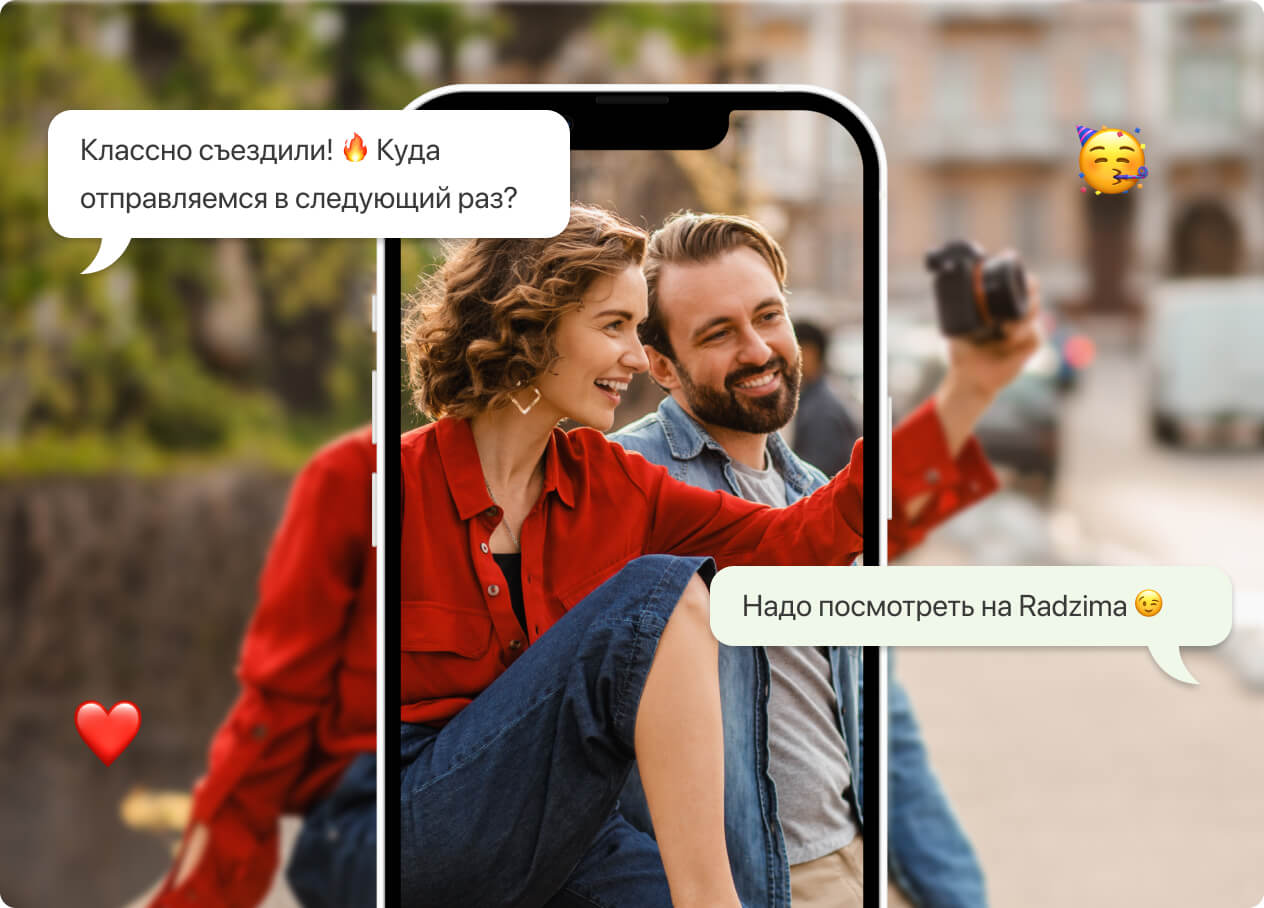 Классно съездили! 🔥 Куда
отправляемся в следующий раз?
Надо посмотреть на Radzima 😉